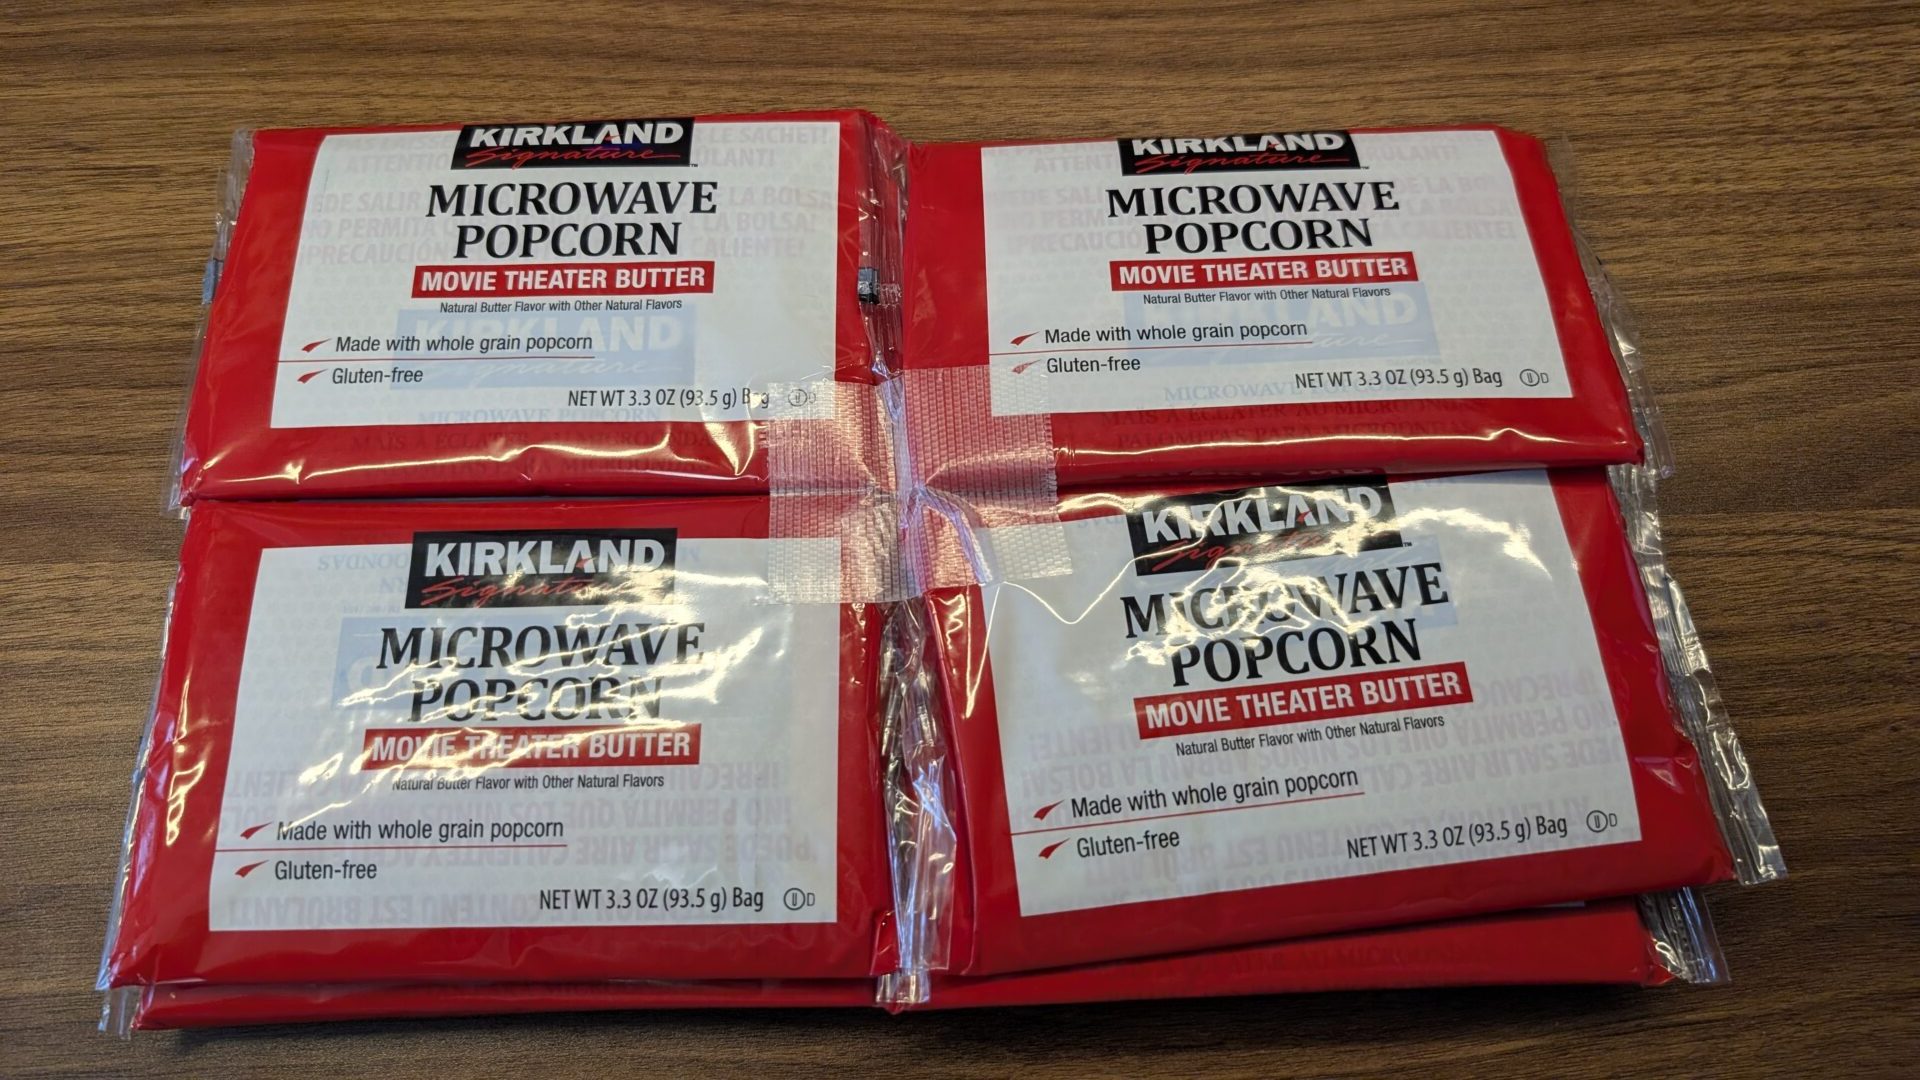 KIRKLAND
Signature
MICROWAVE
POPCORN
MOVIE THEATER BUTTER
Natural Butter Flavor with Other Natural Flavors
Made with whole grain popcorn
Gluten-free
NET WT 3.3 OZ (93.5 g) Bag
KIRKLAND
Signature
MICROWAVE
POPCORN
MOVIE THEATER BUTTER
Natural Butter Flavor with Other Natural Flavors
Made with whole grain popcorn
Gluten-free
NET WT 3.3 OZ (93.5 g) Bag UD
KIRKLAND
Signature
MICROWAVE
POPCORN
MOVIE THEATER BUTTER
Natural Butter Flavor with Other Natural Flavors
Made with whole grain popcorn
Gluten-free
NET WT 3.3 OZ (93.5 g) Bag UD
KIRKLAND
Signature
MICROWAVE
POPCORN
MOVIE THEATER BUTTER
Natural Butter Flavor with Other Natural Flavors
Made with whole grain popcorn
Gluten-free
NET WT 3.3 OZ (93.5 g) Bag UD